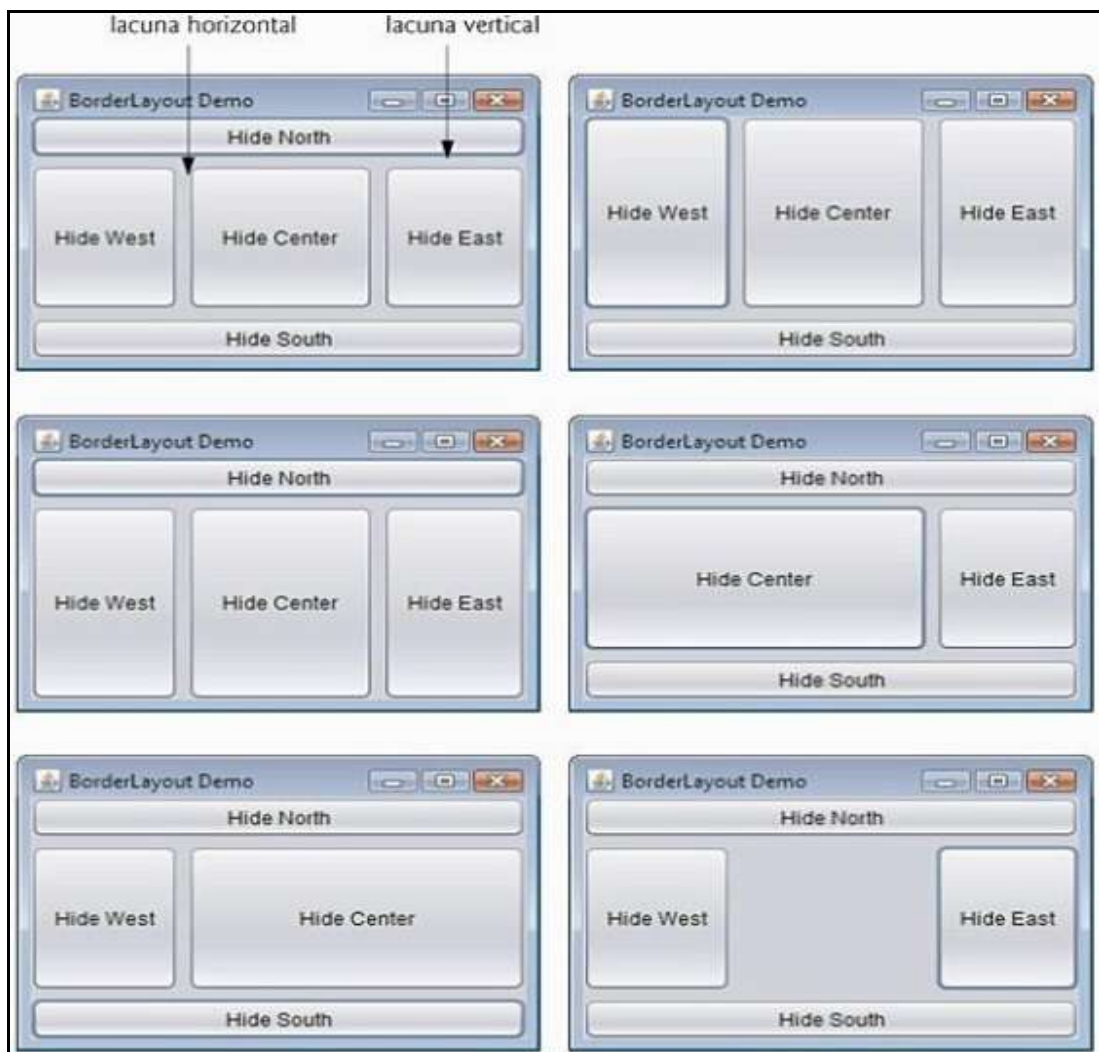 lacuna horizontal lacuna vertical
BorderLayout Demo
Hide North
Hide West Hide Center Hide East
Hide South
BorderLayout Demo
Hide West Hide Center Hide East
Hide South
BorderLayout Demo
Hide North
Hide West Hide Center Hide East
BorderLayout Demo
Hide North
Hide Center Hide East
Hide South
BorderLayout Demo
Hide North
Hide West Hide Center
Hide South
BorderLayout Demo
Hide North
Hide West Hide East
Hide South